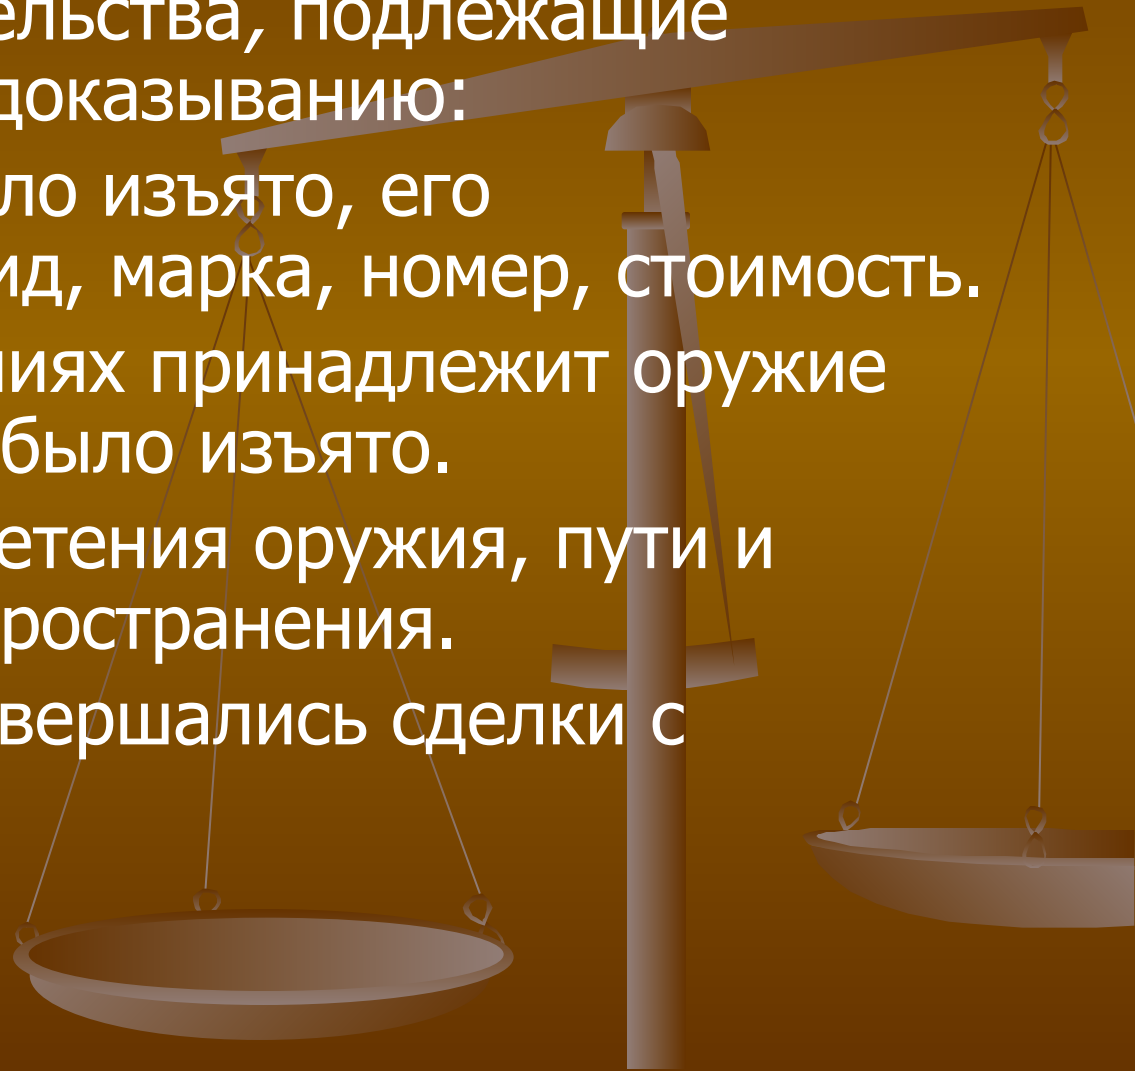 ельства, подлежащие
доказыванию:
ло изъято, его
ид, марка, номер, стоимость.
ниях принадлежит оружие
было изъято.
етения оружия, пути и
ространения.
вершались сделки с